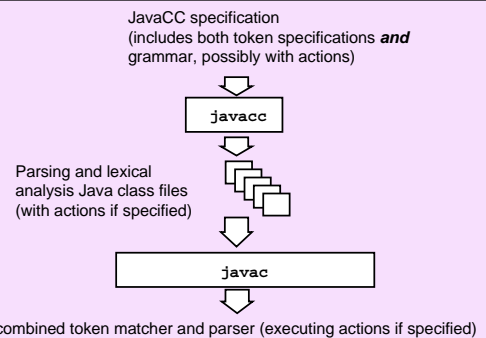 JavaCC specification
(includes both token specifications and
grammar, possibly with actions)
javacc
Parsing and lexical
analysis Java class files
(with actions if specified)
javac
combined token matcher and parser (executing actions if specified)